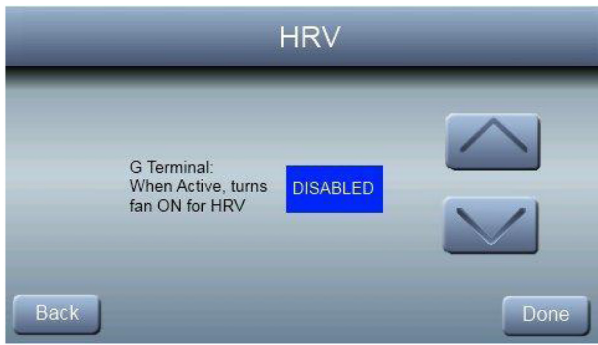 HRV
G Terminal:
When Active, turns
fan ON for HRV
DISABLED
Back
Done